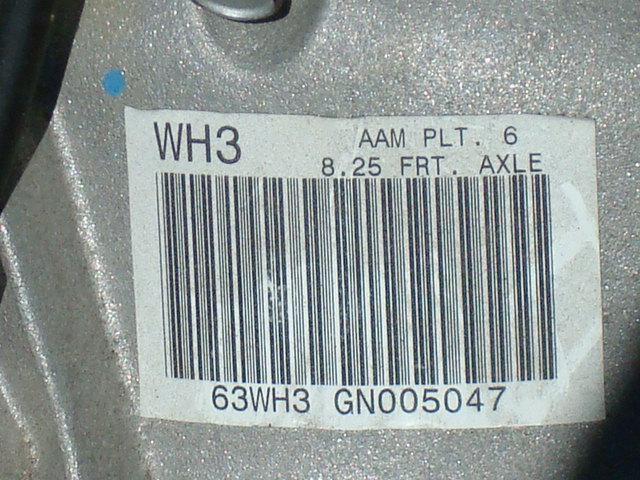 WH3
AAM PLT. 6
8.25 FRT. AXLE
63WH3 GN005047